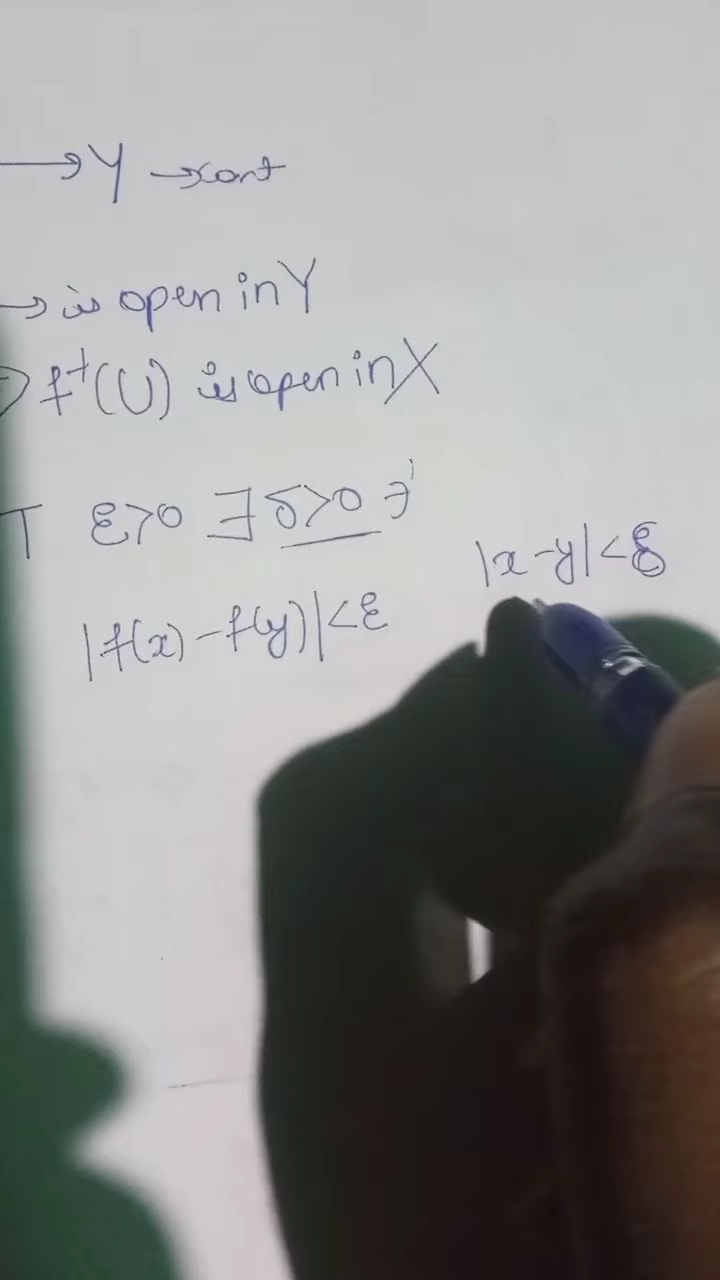 → Y → cont
→ is open in Y
f⁻¹(U) is open in X
T ε>0 ∃ δ>0 ∋
|x-y|<δ
|f(x) - f(y)|<ε